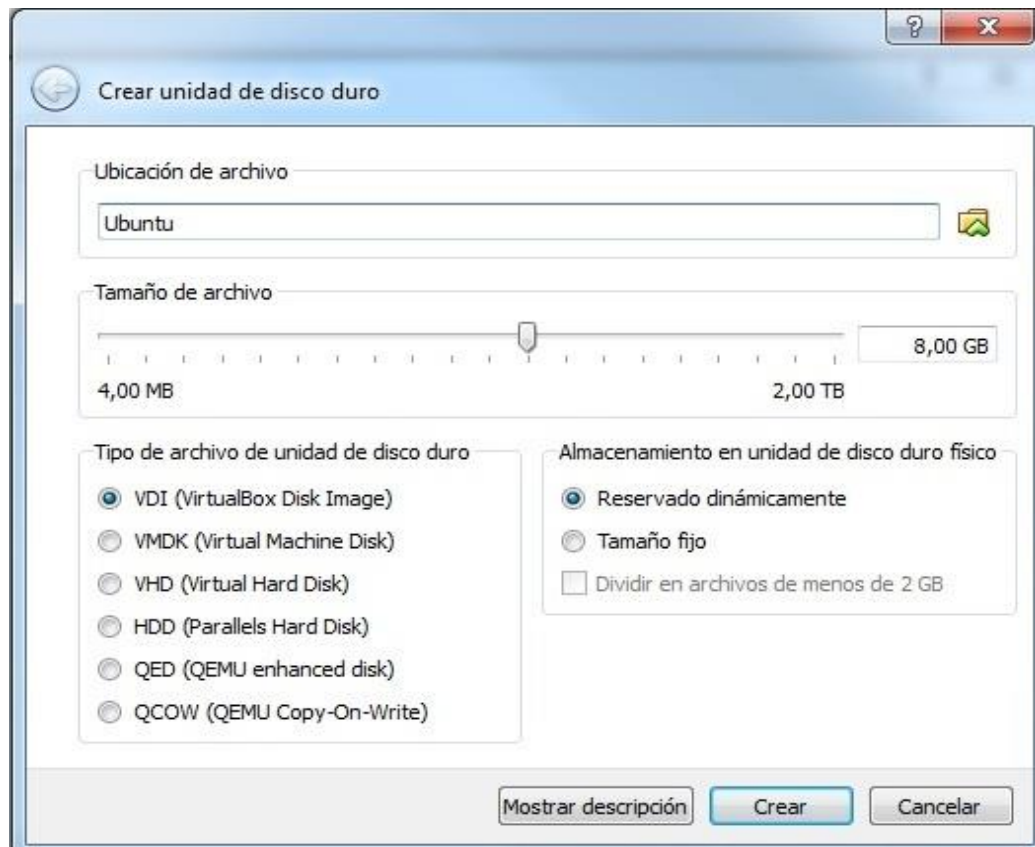 ?
X
Crear unidad de disco duro
Ubicación de archivo
Ubuntu
Tamaño de archivo
8,00 GB
4,00 MB 2,00 TB
Tipo de archivo de unidad de disco duro
VDI (VirtualBox Disk Image)
VMDK (Virtual Machine Disk)
VHD (Virtual Hard Disk)
HDD (Parallels Hard Disk)
QED (QEMU enhanced disk)
QCOW (QEMU Copy-On-Write)
Almacenamiento en unidad de disco duro físico
Reservado dinámicamente
Tamaño fijo
Dividir en archivos de menos de 2 GB
Mostrar descripción Crear Cancelar